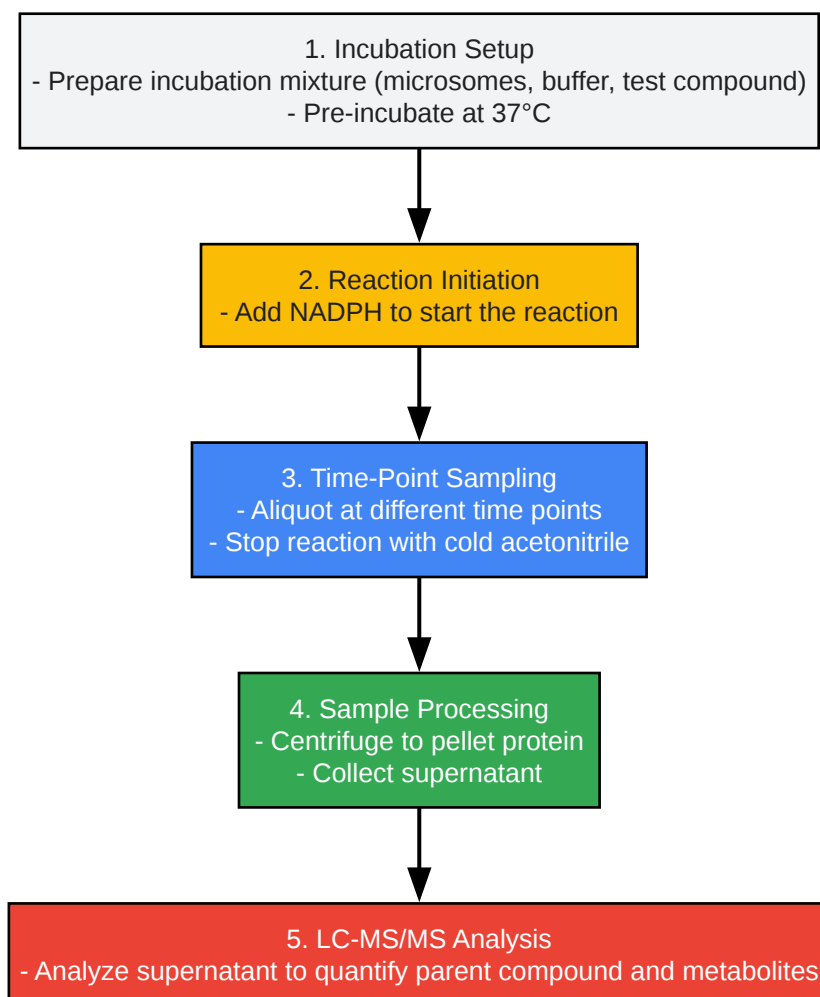 1. Incubation Setup
- Prepare incubation mixture (microsomes, buffer, test compound)
- Pre-incubate at 37°C
2. Reaction Initiation
- Add NADPH to start the reaction
3. Time-Point Sampling
- Aliquot at different time points
- Stop reaction with cold acetonitrile
4. Sample Processing
- Centrifuge to pellet protein
- Collect supernatant
5. LC-MS/MS Analysis
- Analyze supernatant to quantify parent compound and metabolites